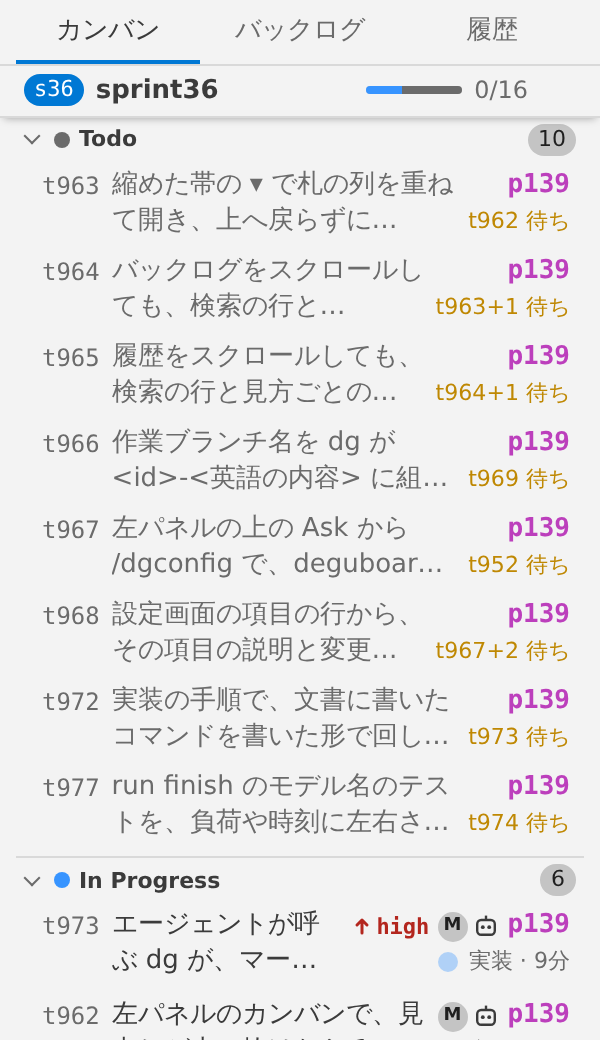 カンバン バックログ 履歴
s36 sprint36 0/16
Todo 10
t963 縮めた帯の ▾ で札の列を重ね p139
て開き、上へ戻らずに… t962 待ち
t964 バックログをスクロールし p139
ても、検索の行と… t963+1 待ち
t965 履歴をスクロールしても、 p139
検索の行と見方ごとの… t964+1 待ち
t966 作業ブランチ名を dg が p139
<id>-<英語の内容> に組… t969 待ち
t967 左パネルの上の Ask から p139
/dgconfig で、deguboar… t952 待ち
t968 設定画面の項目の行から、 p139
その項目の説明と変更… t967+2 待ち
t972 実装の手順で、文書に書いた p139
コマンドを書いた形で回し… t973 待ち
t977 run finish のモデル名のテス p139
トを、負荷や時刻に左右さ… t974 待ち
In Progress 6
t973 エージェントが呼 ↑ high M p139
ぶ dg が、マー… 実装 · 9分
t962 左パネルのカンバンで、見 M p139